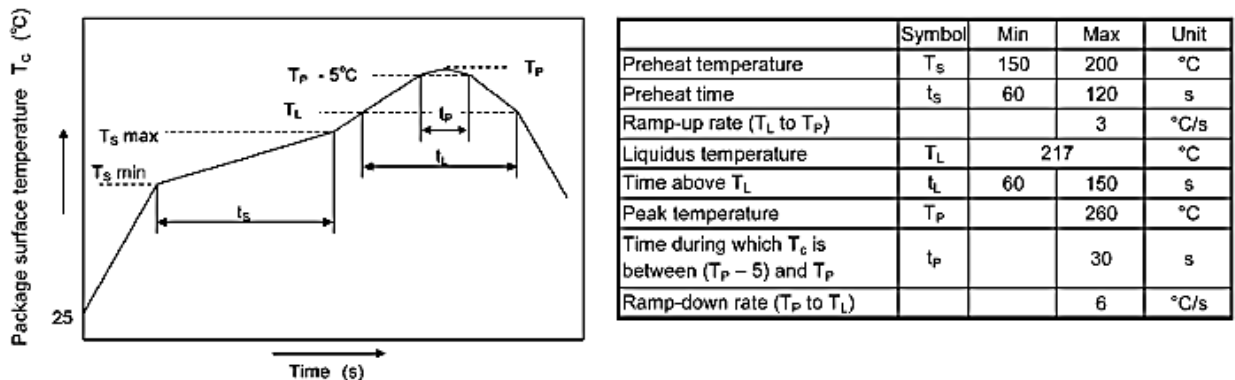 Package surface temperature T_C (°C)
T_P - 5°C
T_P
T_L
t_P
T_S max
t_L
T_S min
t_S
25
Time (s)
Symbol Min Max Unit
Preheat temperature T_S 150 200 °C
Preheat time t_S 60 120 s
Ramp-up rate (T_L to T_P) 3 °C/s
Liquidus temperature T_L 217 °C
Time above T_L t_L 60 150 s
Peak temperature T_P 260 °C
Time during which T_c is
between (T_P – 5) and T_P t_P 30 s
Ramp-down rate (T_P to T_L) 6 °C/s